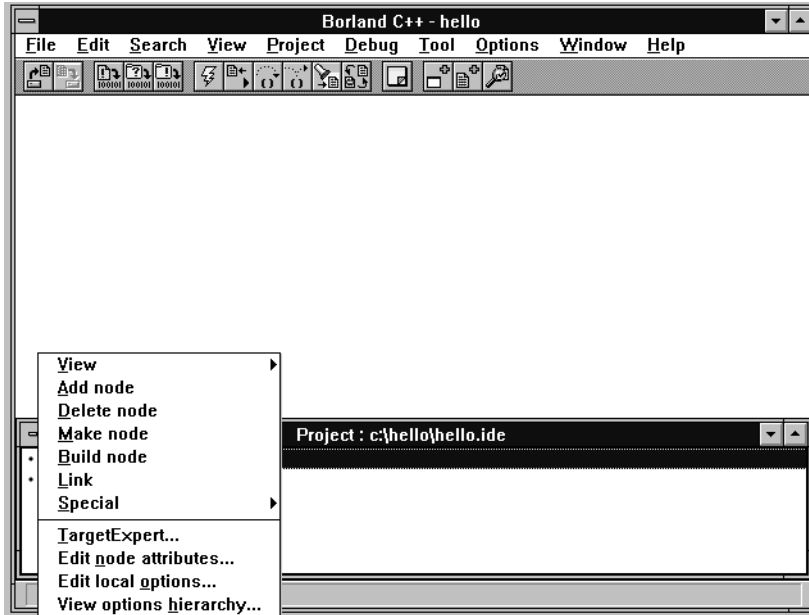 Borland C++ - hello
File Edit Search View Project Debug Tool Options Window Help
View
Add node
Delete node
Make node
Project : c:\hello\hello.ide
Build node
Link
Special
TargetExpert...
Edit node attributes...
Edit local options...
View options hierarchy...